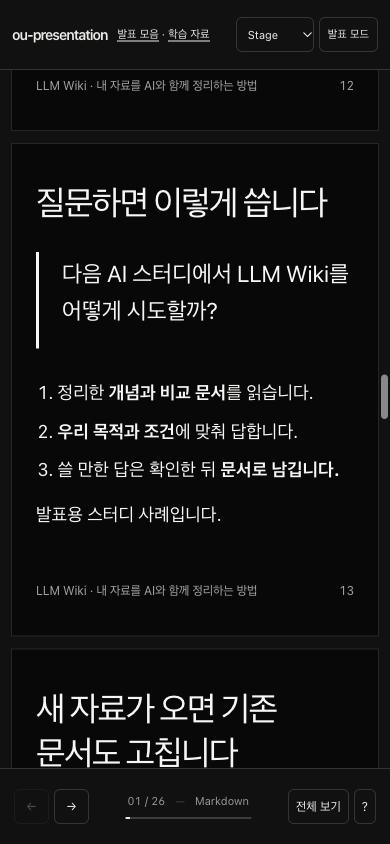 ou-presentation 발표 모음 · 학습 자료 Stage 발표 모드
LLM Wiki · 내 자료를 AI와 함께 정리하는 방법 12
질문하면 이렇게 씁니다
다음 AI 스터디에서 LLM Wiki를
어떻게 시도할까?
1. 정리한 개념과 비교 문서를 읽습니다.
2. 우리 목적과 조건에 맞춰 답합니다.
3. 쓸 만한 답은 확인한 뒤 문서로 남깁니다.
발표용 스터디 사례입니다.
LLM Wiki · 내 자료를 AI와 함께 정리하는 방법 13
새 자료가 오면 기존
문서도 고칩니다
← → 01 / 26 — Markdown 전체 보기 ?